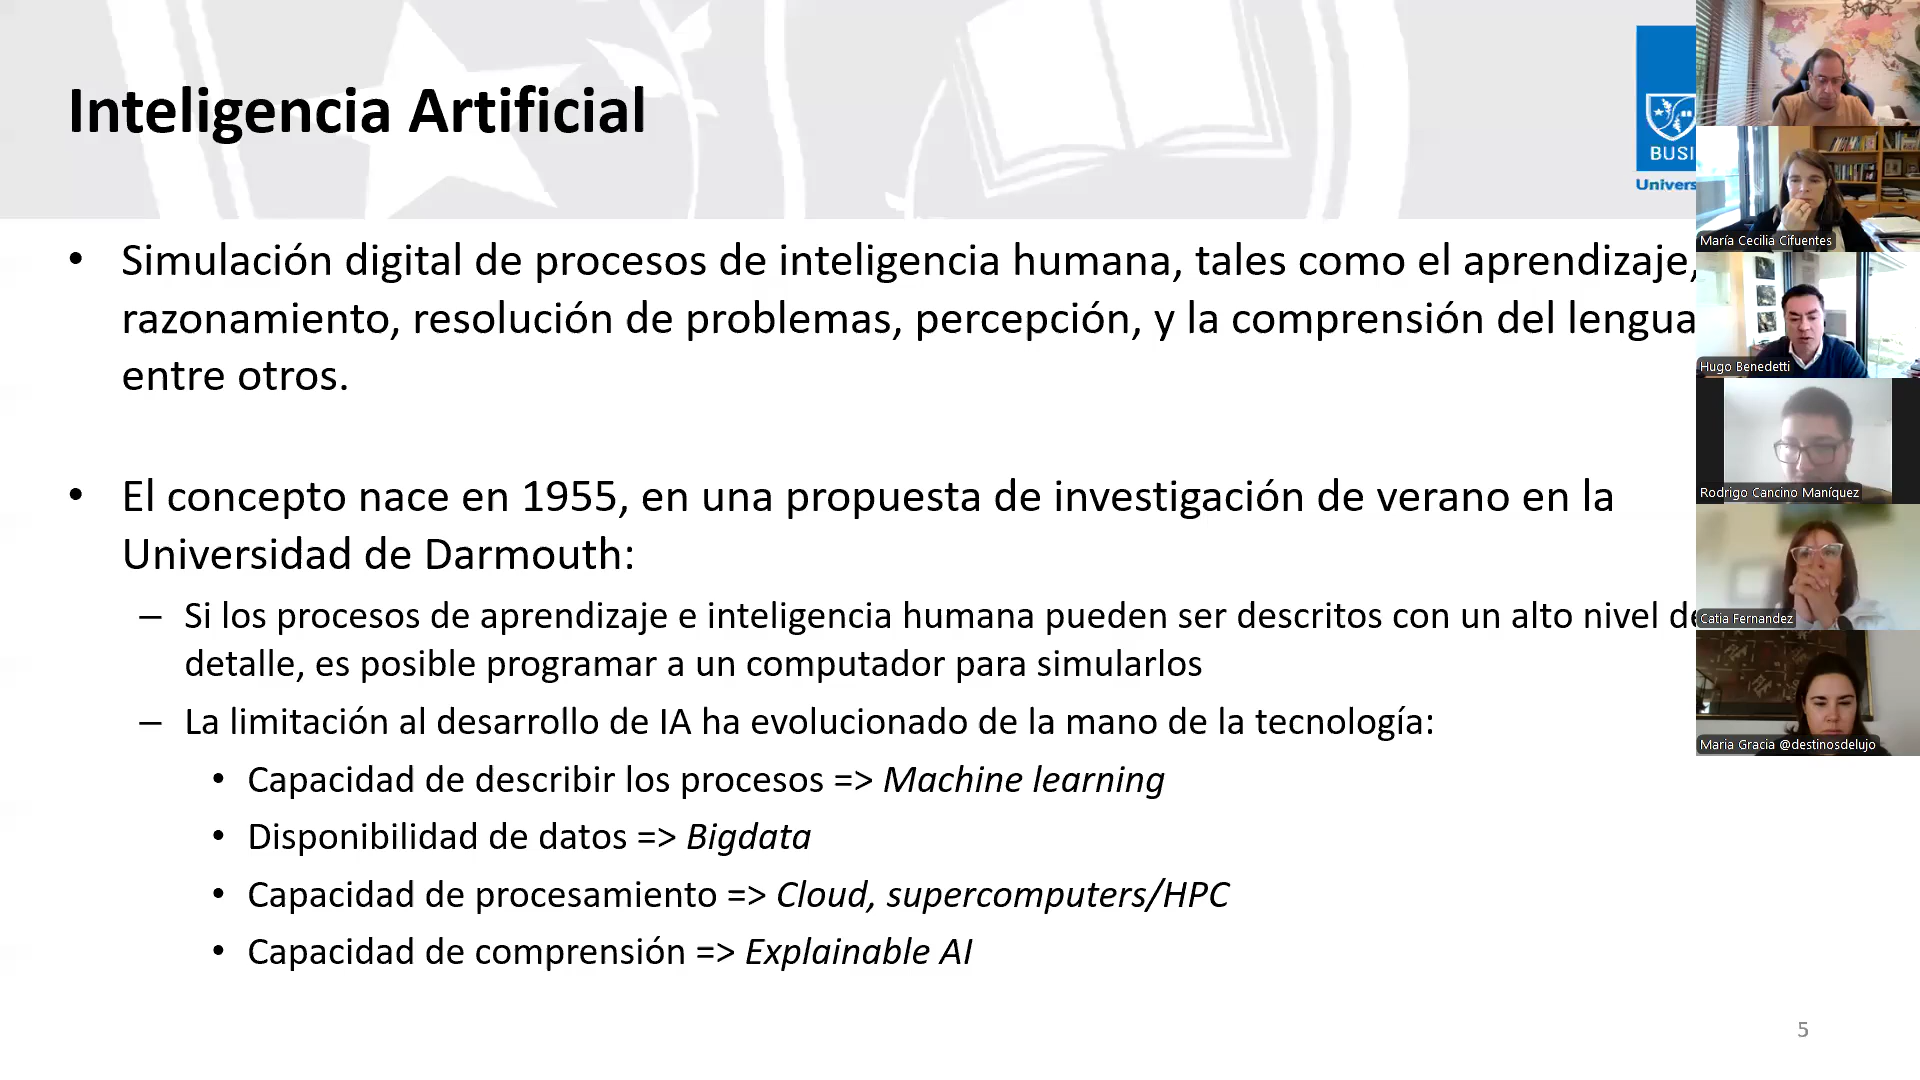 Inteligencia Artificial
BUSI
Univers
• Simulación digital de procesos de inteligencia humana, tales como el aprendizaje,
razonamiento, resolución de problemas, percepción, y la comprensión del lengua
entre otros.
• El concepto nace en 1955, en una propuesta de investigación de verano en la
Universidad de Darmouth:
– Si los procesos de aprendizaje e inteligencia humana pueden ser descritos con un alto nivel de
detalle, es posible programar a un computador para simularlos
– La limitación al desarrollo de IA ha evolucionado de la mano de la tecnología:
• Capacidad de describir los procesos => Machine learning
• Disponibilidad de datos => Bigdata
• Capacidad de procesamiento => Cloud, supercomputers/HPC
• Capacidad de comprensión => Explainable AI
5
María Cecilia Cifuentes
Hugo Benedetti
Rodrigo Cancino Maníquez
Catia Fernandez
Maria Gracia @destinosdelujo